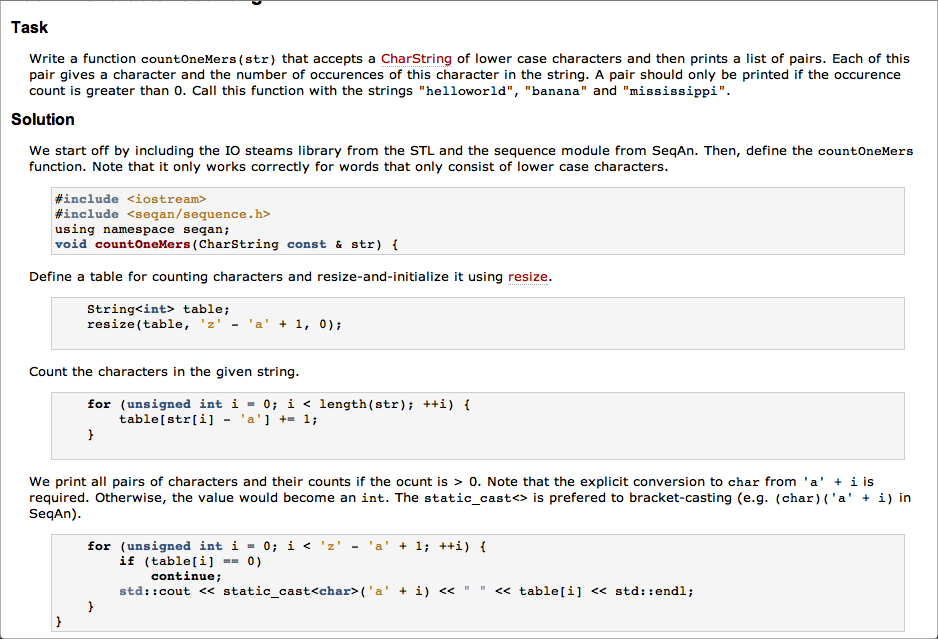 Task
Write a function countOneMers(str) that accepts a CharString of lower case characters and then prints a list of pairs. Each of this
pair gives a character and the number of occurences of this character in the string. A pair should only be printed if the occurence
count is greater than 0. Call this function with the strings "helloworld", "banana" and "mississippi".
Solution
We start off by including the IO steams library from the STL and the sequence module from SeqAn. Then, define the countOneMers
function. Note that it only works correctly for words that only consist of lower case characters.
#include <iostream>
#include <seqan/sequence.h>
using namespace seqan;
void countOneMers(CharString const & str) {
Define a table for counting characters and resize-and-initialize it using resize.
String<int> table;
resize(table, 'z' - 'a' + 1, 0);
Count the characters in the given string.
for (unsigned int i = 0; i < length(str); ++i) {
table[str[i] - 'a'] += 1;
}
We print all pairs of characters and their counts if the ocunt is > 0. Note that the explicit conversion to char from 'a' + i is
required. Otherwise, the value would become an int. The static_cast<> is prefered to bracket-casting (e.g. (char)('a' + i) in
SeqAn).
for (unsigned int i = 0; i < 'z' - 'a' + 1; ++i) {
if (table[i] == 0)
continue;
std::cout << static_cast<char>('a' + i) << " " << table[i] << std::endl;
}
}